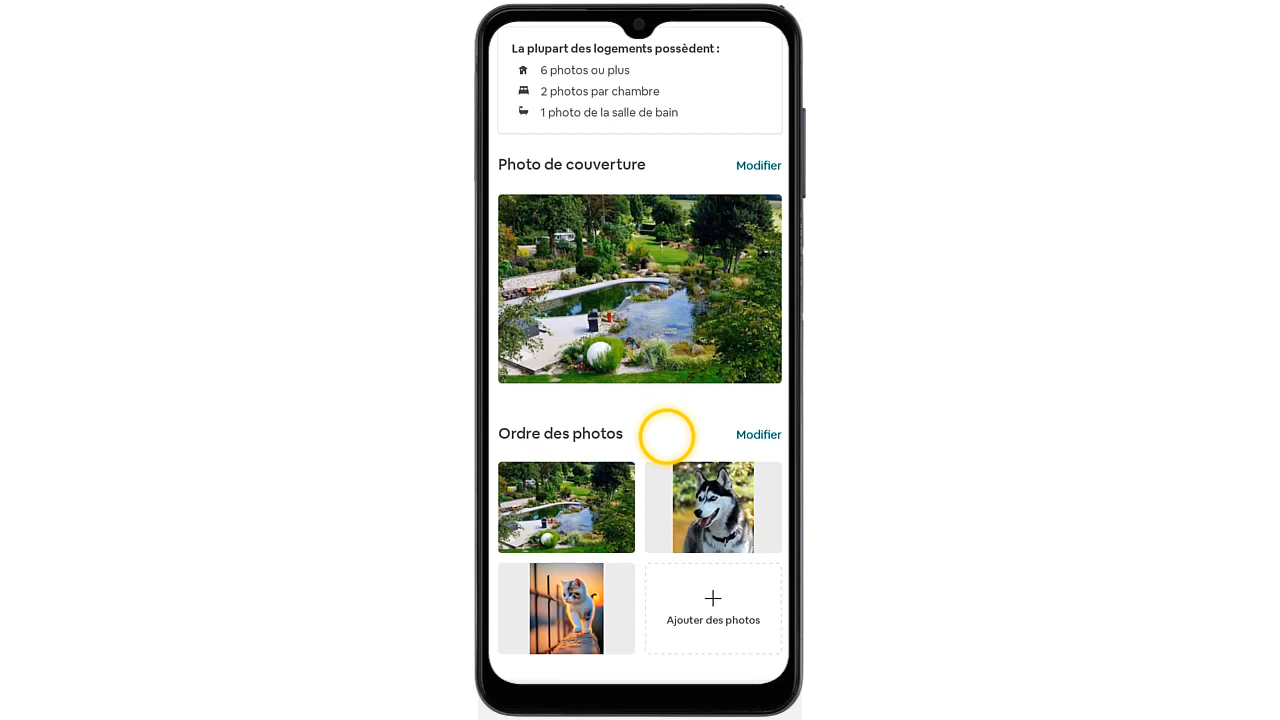 La plupart des logements possèdent :
6 photos ou plus
2 photos par chambre
1 photo de la salle de bain
Photo de couverture
Modifier
Ordre des photos
Modifier
Ajouter des photos